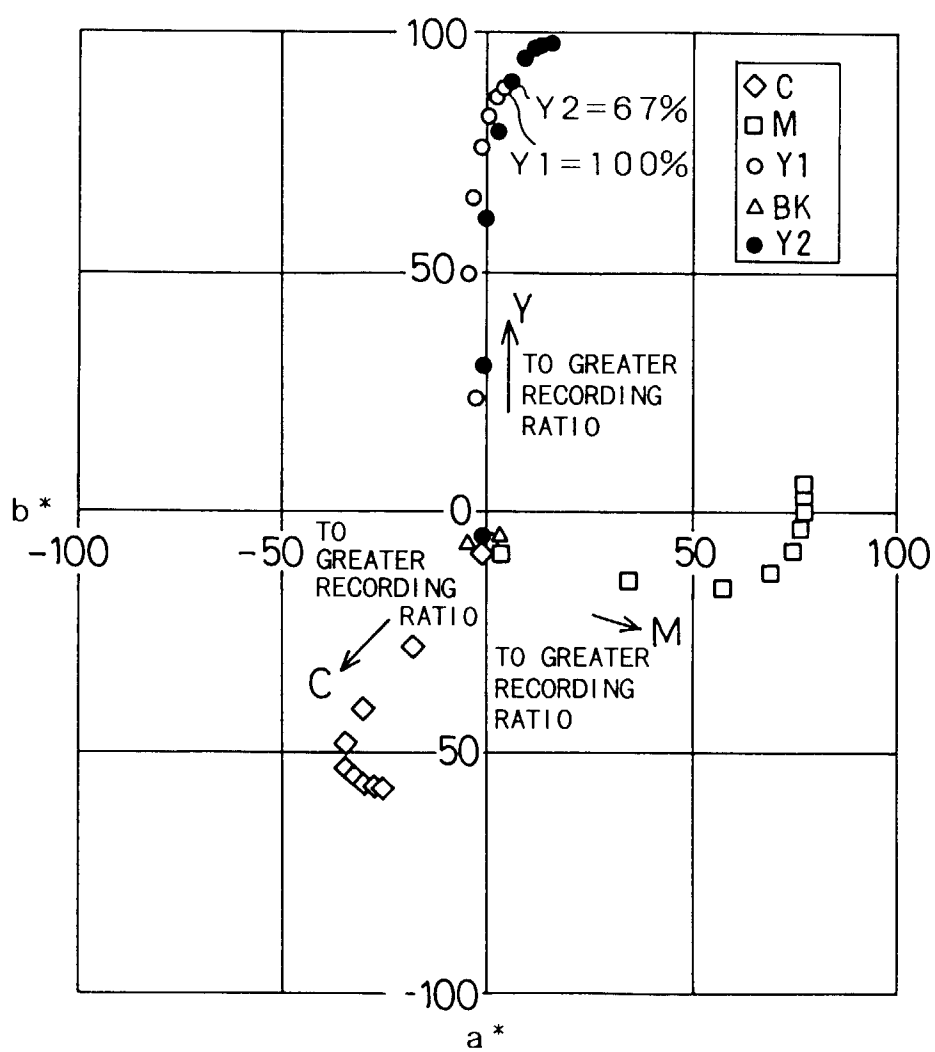 100
◇ C
□ M
○ Y1
△ BK
● Y2
Y2=67%
Y1=100%
50
Y
TO GREATER
RECORDING
RATIO
b*
0
-100
-50
50
100
TO
GREATER
RECORDING
RATIO
M
TO GREATER
RECORDING
RATIO
C
50
-100
a*